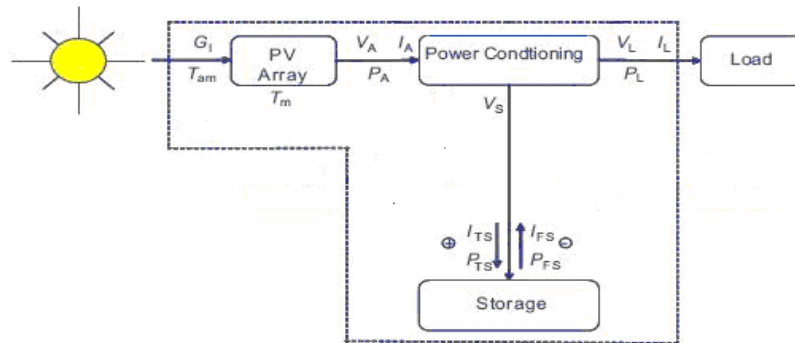 G_I
T_am
PV
Array
T_m
V_A I_A
P_A
Power Condtioning
V_S
V_L I_L
P_L
Load
+ I_TS I_FS -
P_TS P_FS
Storage